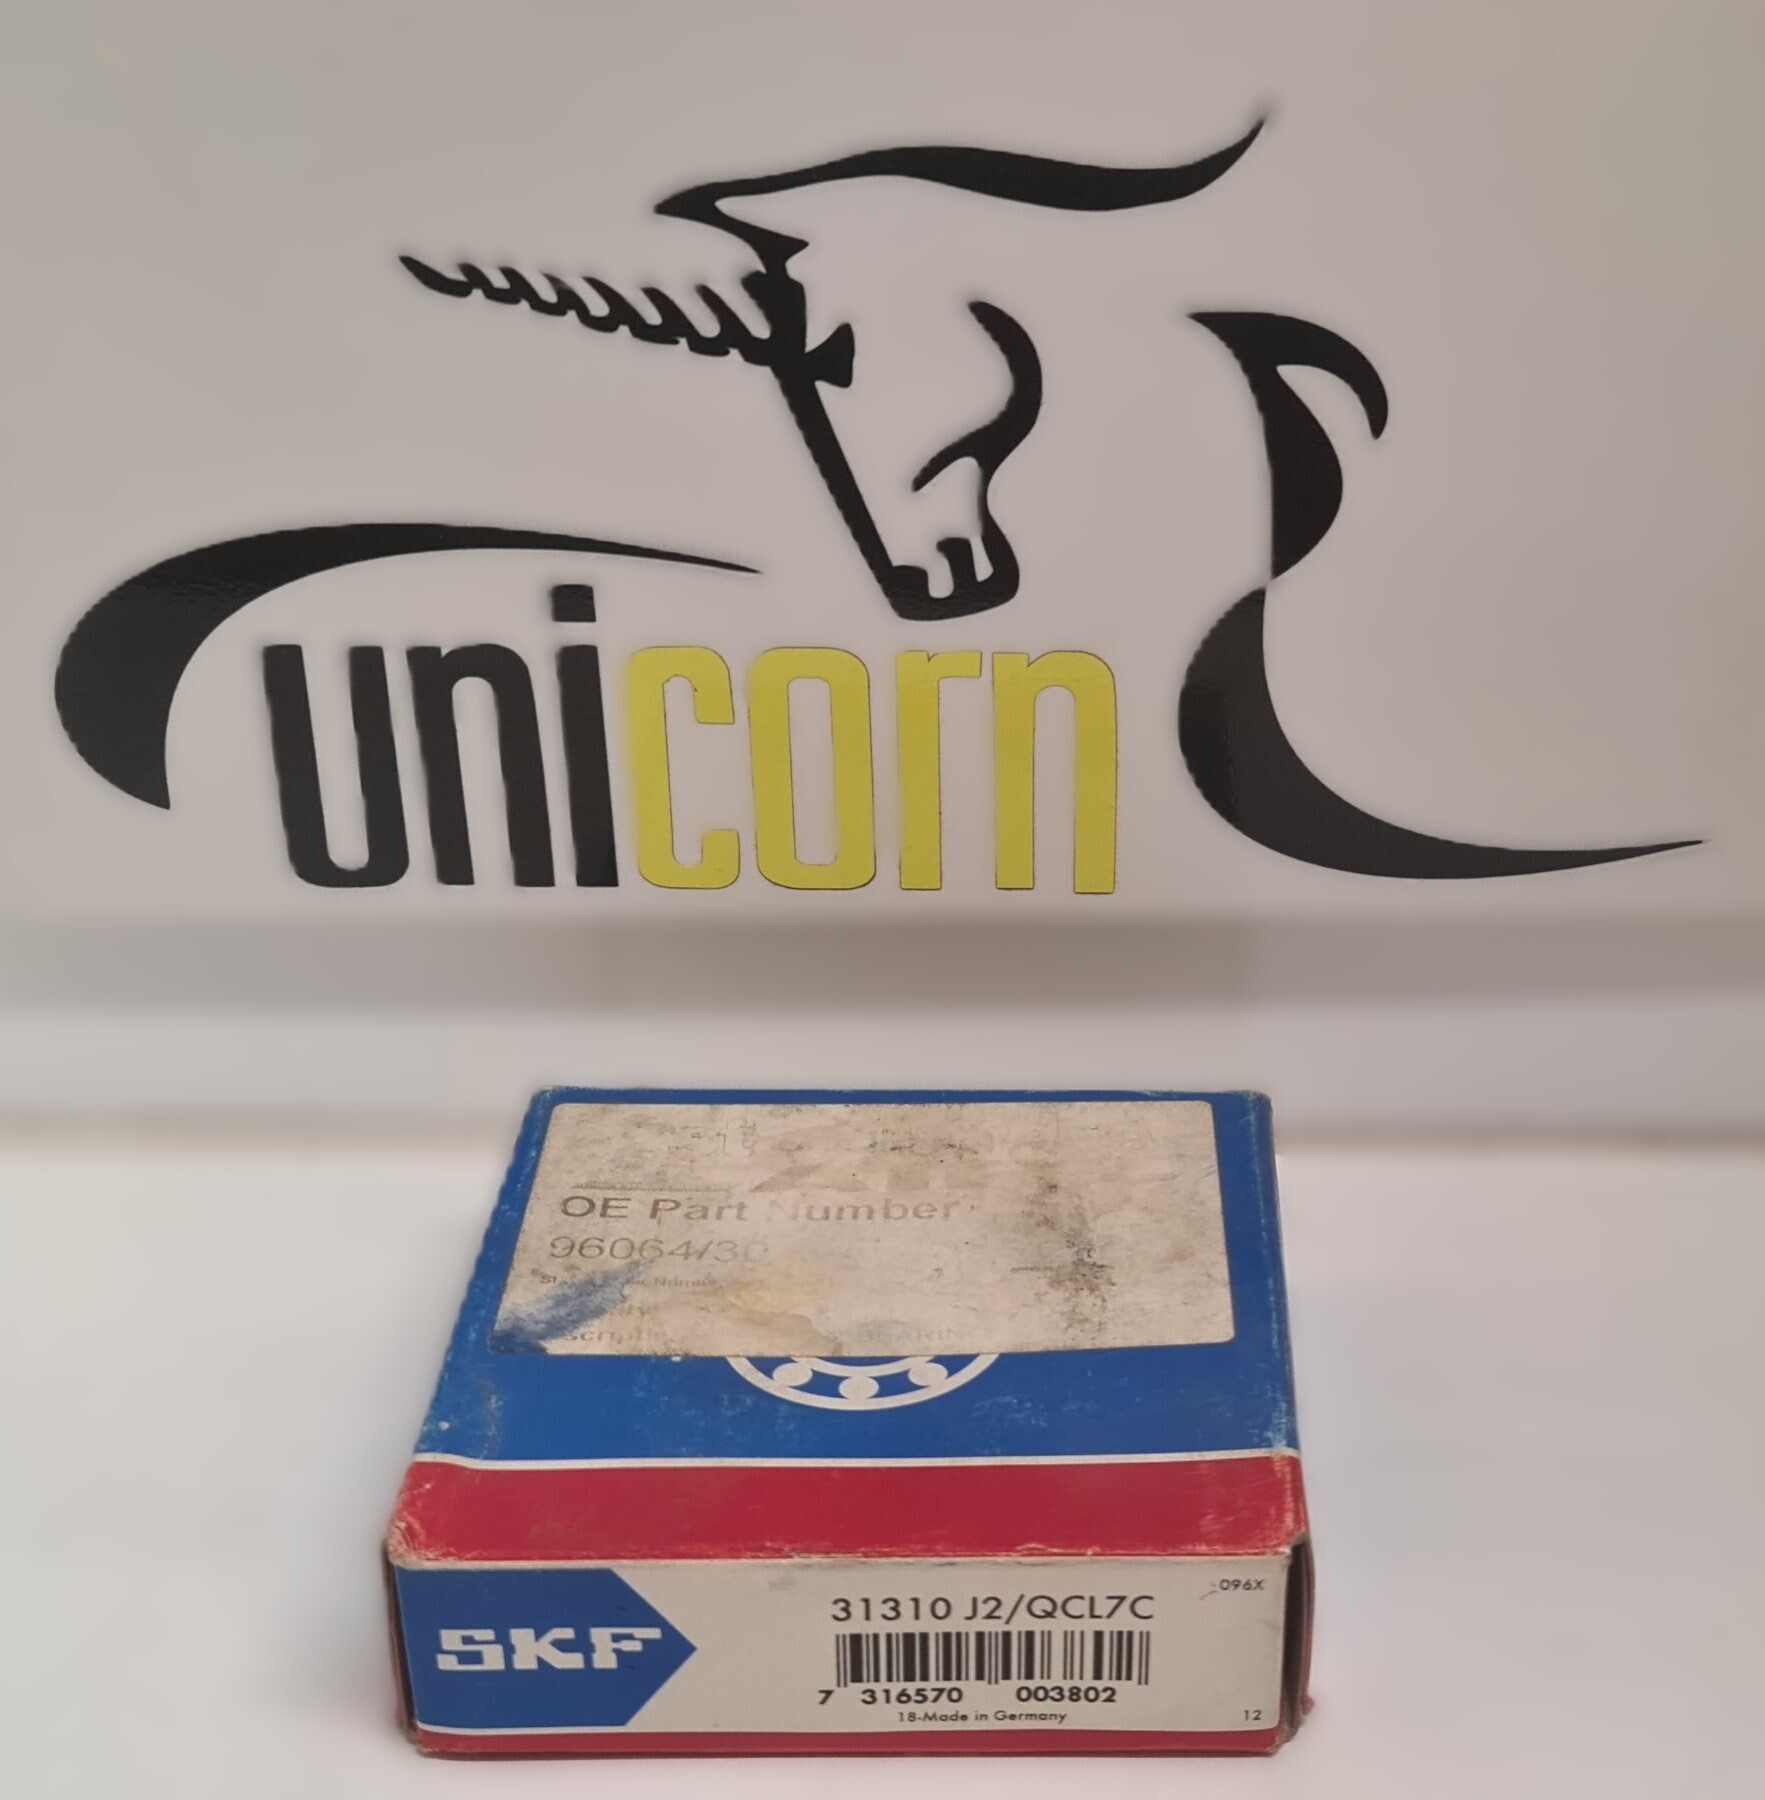 unicorn
OE Part Number
96064/30
BEARING
SKF
31310 J2/QCL7C
096X
7 316570 003802
18-Made in Germany
12